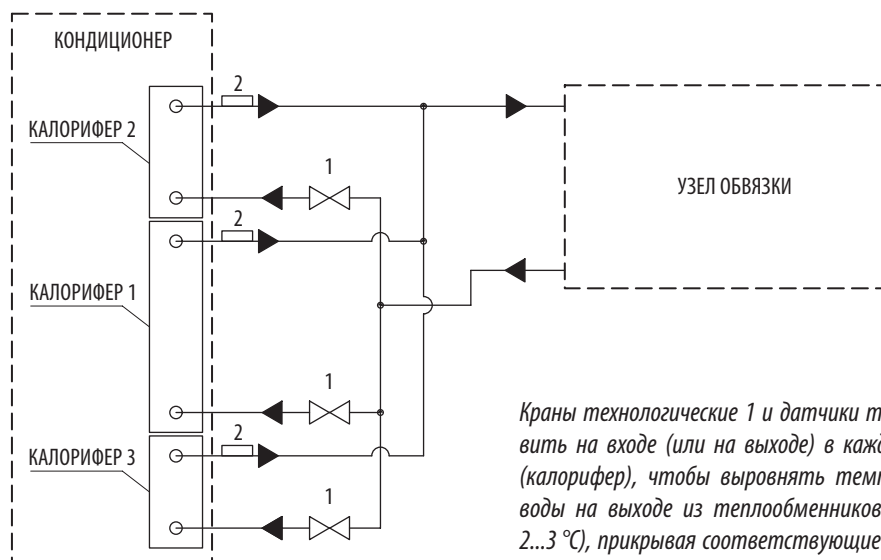 КОНДИЦИОНЕР
2
КАЛОРИФЕР 2
УЗЕЛ ОБВЯЗКИ
1
2
КАЛОРИФЕР 1
1
2
КАЛОРИФЕР 3
1
Краны технологические 1 и датчики
вить на входе (или на выходе) в
(калорифер), чтобы выровнять
воды на выходе из теплообменников
2...3 °C), прикрывая соответствующие